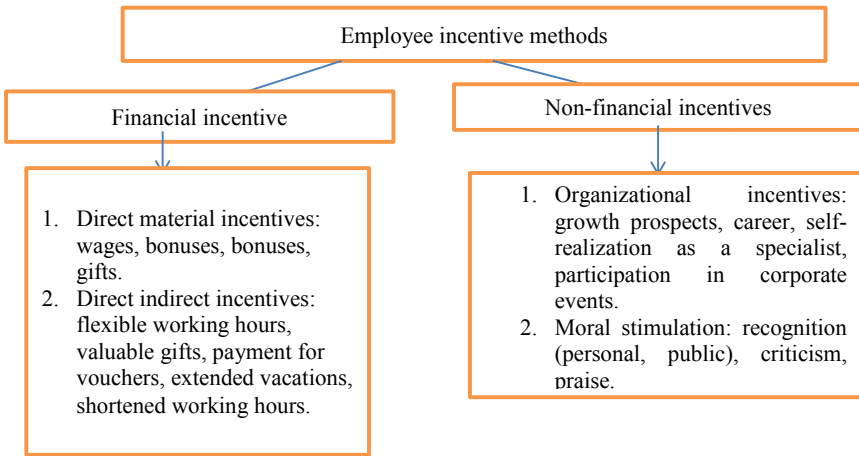 Employee incentive methods
Financial incentive
Non-financial incentives
1. Direct material incentives:
wages, bonuses, bonuses,
gifts.
2. Direct indirect incentives:
flexible working hours,
valuable gifts, payment for
vouchers, extended vacations,
shortened working hours.
1. Organizational incentives:
growth prospects, career, self-
realization as a specialist,
participation in corporate
events.
2. Moral stimulation: recognition
(personal, public), criticism,
praise.